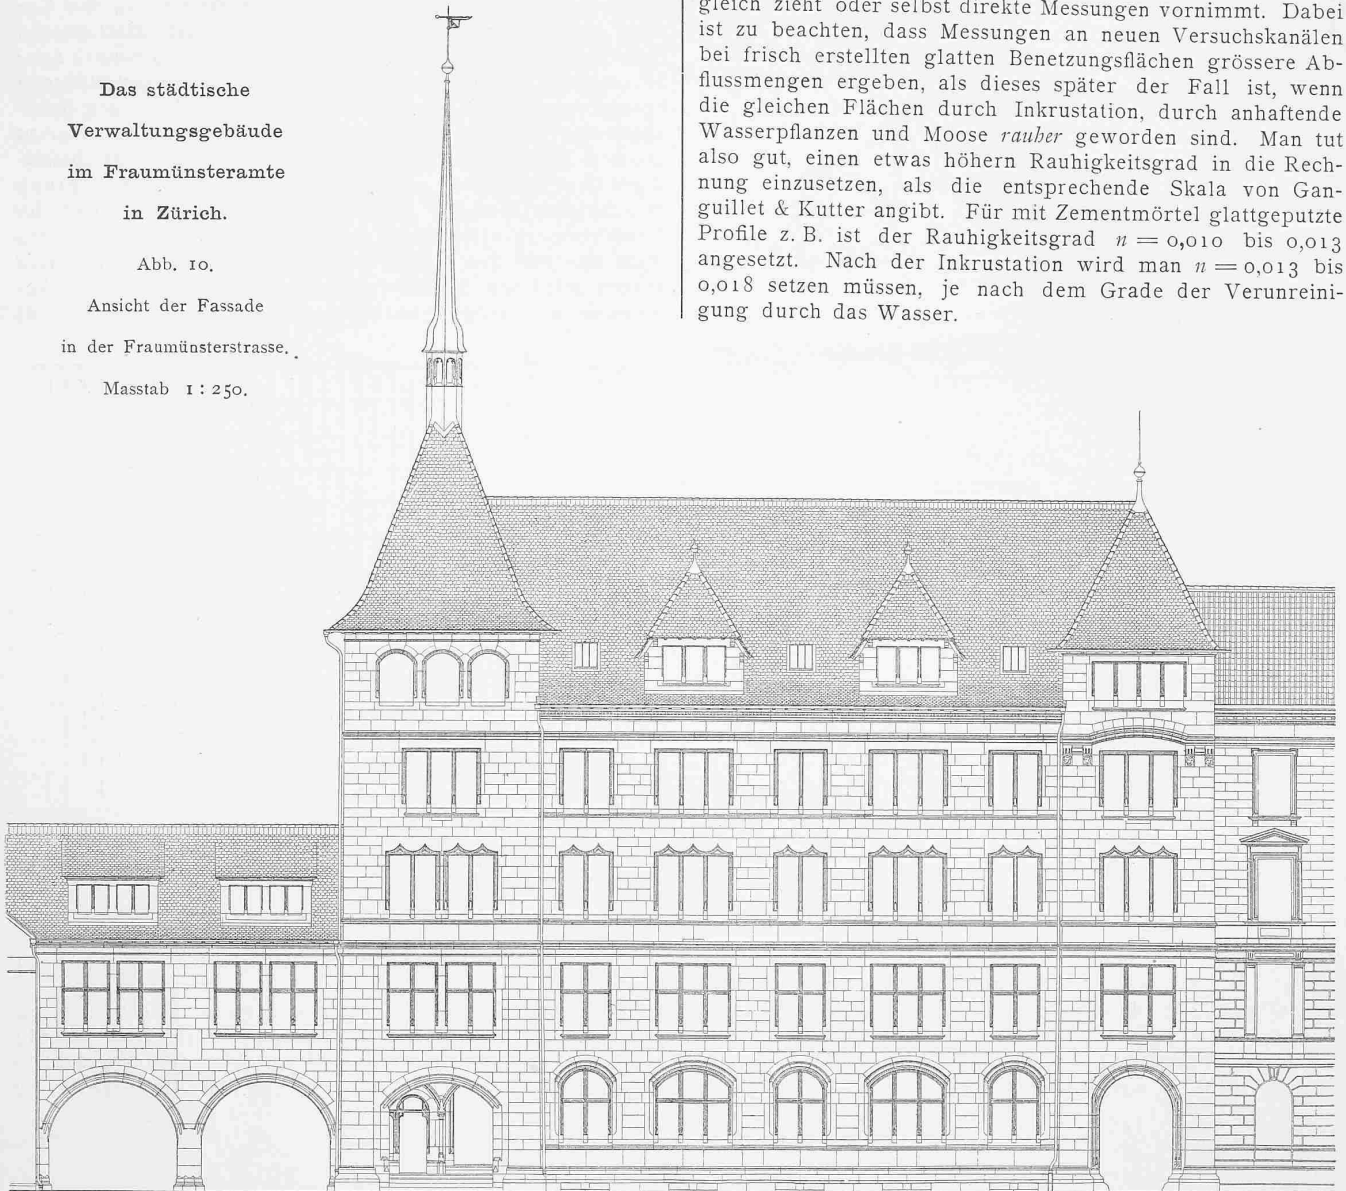 Das städtische
Verwaltungsgebäude
im Fraumünsteramte
in Zürich.
Abb. 10.
Ansicht der Fassade
in der Fraumünsterstrasse.
Masstab 1 : 250.
gleich zieht oder selbst direkte Messungen vornimmt. Dabei
ist zu beachten, dass Messungen an neuen Versuchskanälen
bei frisch erstellten glatten Benetzungsflächen grössere Ab-
flussmengen ergeben, als dieses später der Fall ist, wenn
die gleichen Flächen durch Inkrustation, durch anhaftende
Wasserpflanzen und Moose rauher geworden sind. Man tut
also gut, einen etwas höhern Rauhigkeitsgrad in die Rech-
nung einzusetzen, als die entsprechende Skala von Gan-
guillet & Kutter angibt. Für mit Zementmörtel glattgeputzte
Profile z. B. ist der Rauhigkeitsgrad n = 0,010 bis 0,013
angesetzt. Nach der Inkrustation wird man n = 0,013 bis
0,018 setzen müssen, je nach dem Grade der Verunreini-
gung durch das Wasser.